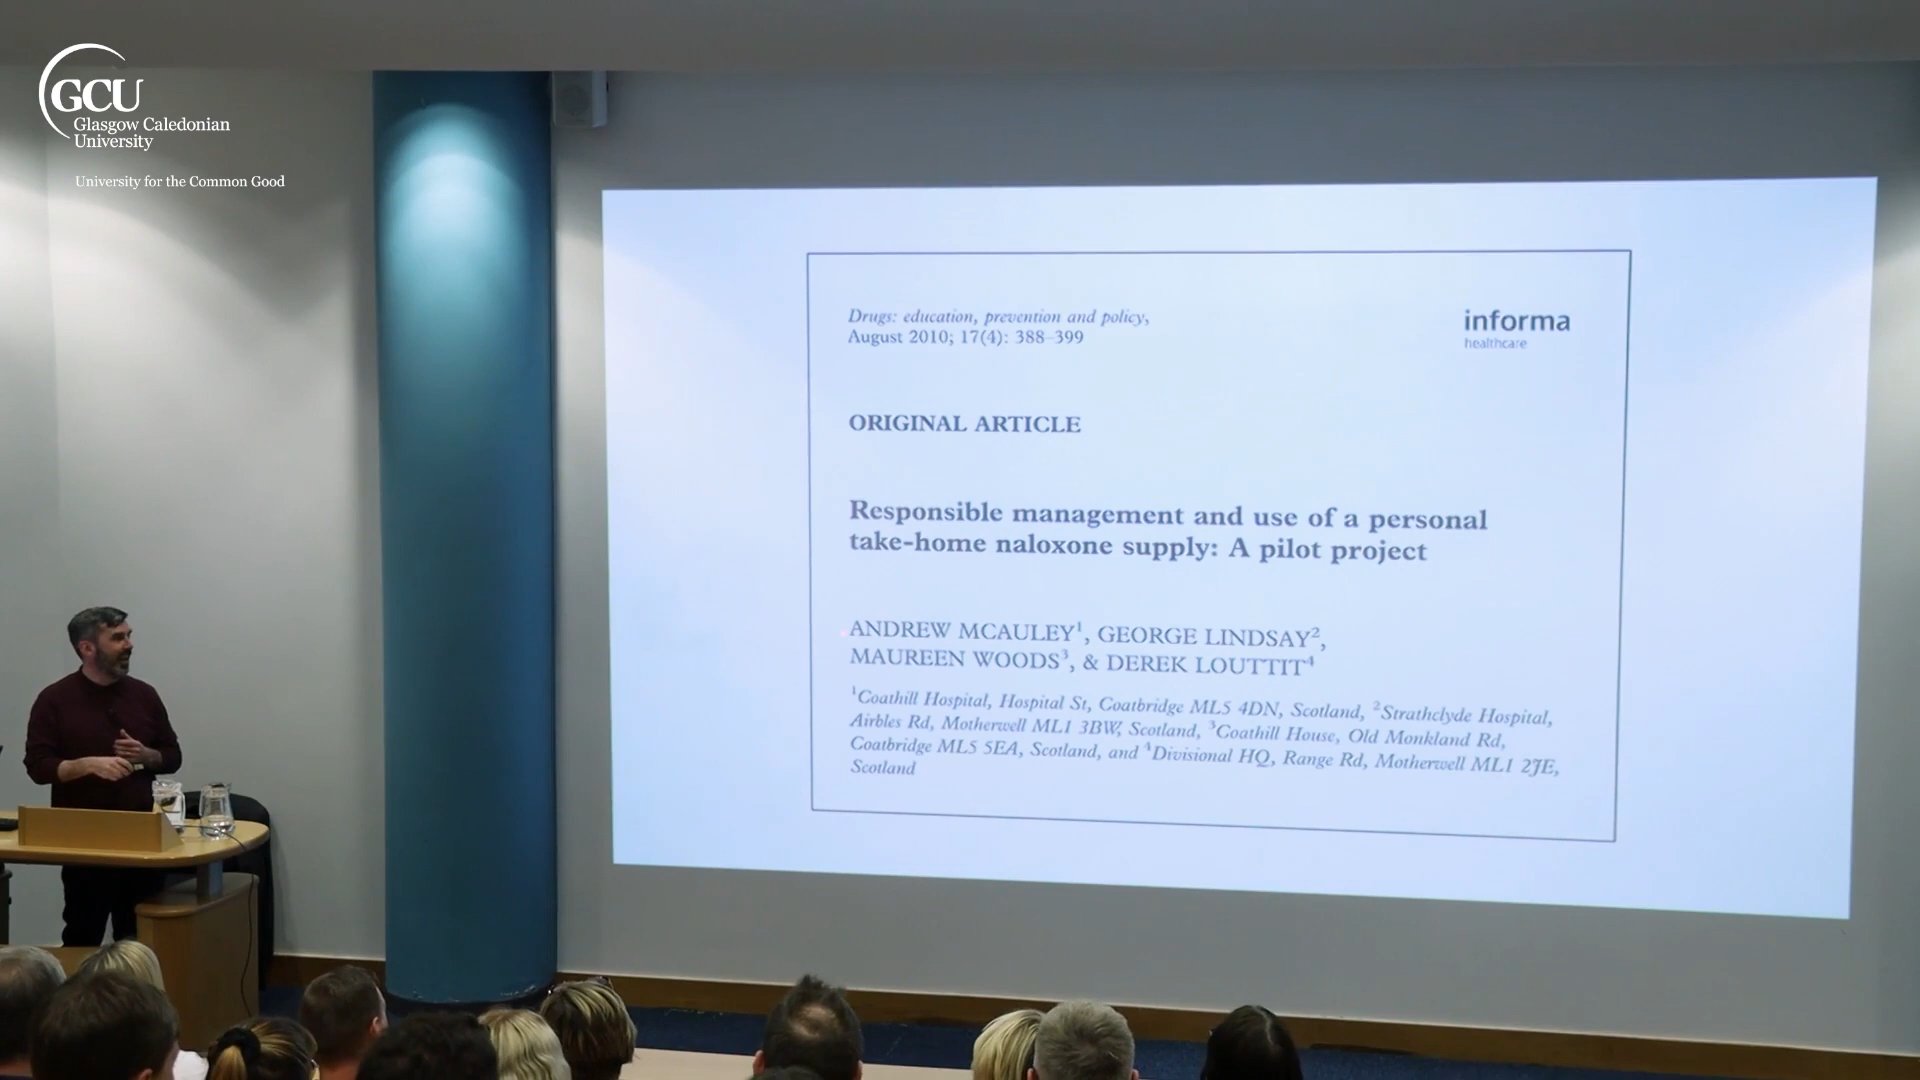 GCU
Glasgow Caledonian
University
University for the Common Good
Drugs: education, prevention and policy,
August 2010; 17(4): 388–399
informa
healthcare
ORIGINAL ARTICLE
Responsible management and use of a personal
take-home naloxone supply: A pilot project
ANDREW MCAULEY¹, GEORGE LINDSAY²,
MAUREEN WOODS³, & DEREK LOUTTIT⁴
¹Coathill Hospital, Hospital St, Coatbridge ML5 4DN, Scotland, ²Strathclyde Hospital,
Airbles Rd, Motherwell ML1 3BW, Scotland, ³Coathill House, Old Monkland Rd,
Coatbridge ML5 5EA, Scotland, and ⁴Divisional HQ, Range Rd, Motherwell ML1 2JE,
Scotland